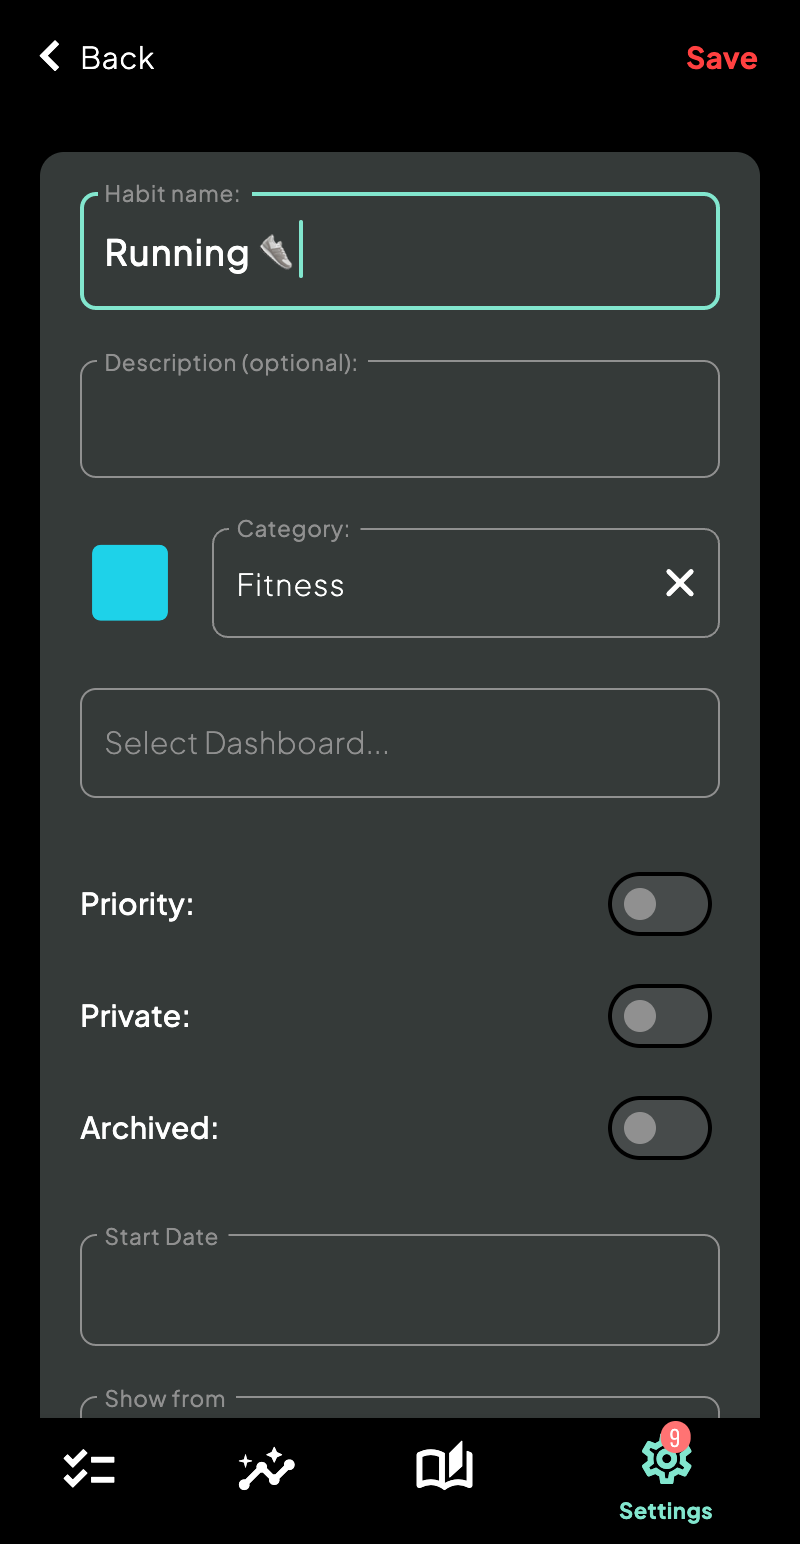 Back
Save
Habit name:
Running 👟
Description (optional):
Category:
Fitness
Select Dashboard...
Priority:
Private:
Archived:
Start Date
Show from
9
Settings